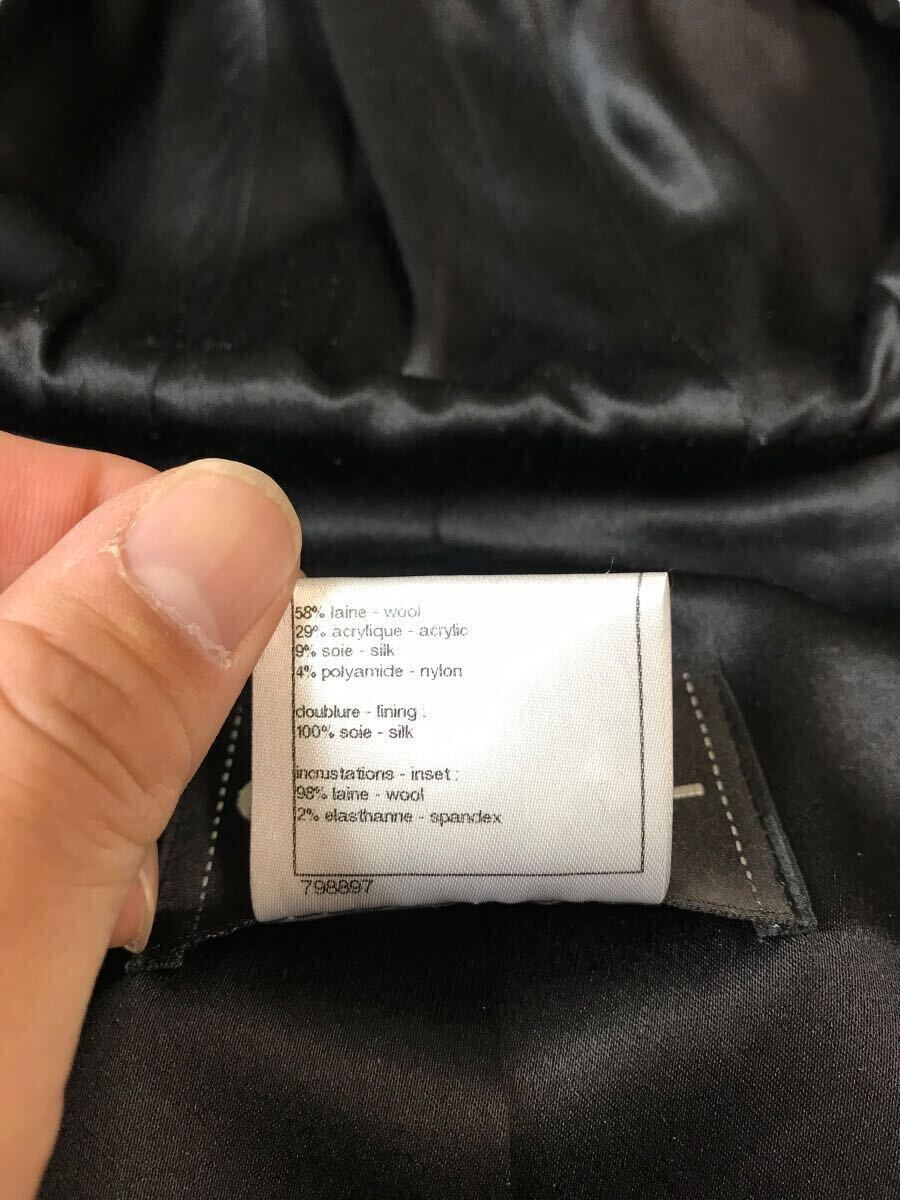 58% laine - wool
29% acrylique - acrylic
9% soie - silk
4% polyamide - nylon
doublure - lining :
100% soie - silk
incrustations - inset :
98% laine - wool
2% elasthanne - spandex
798897